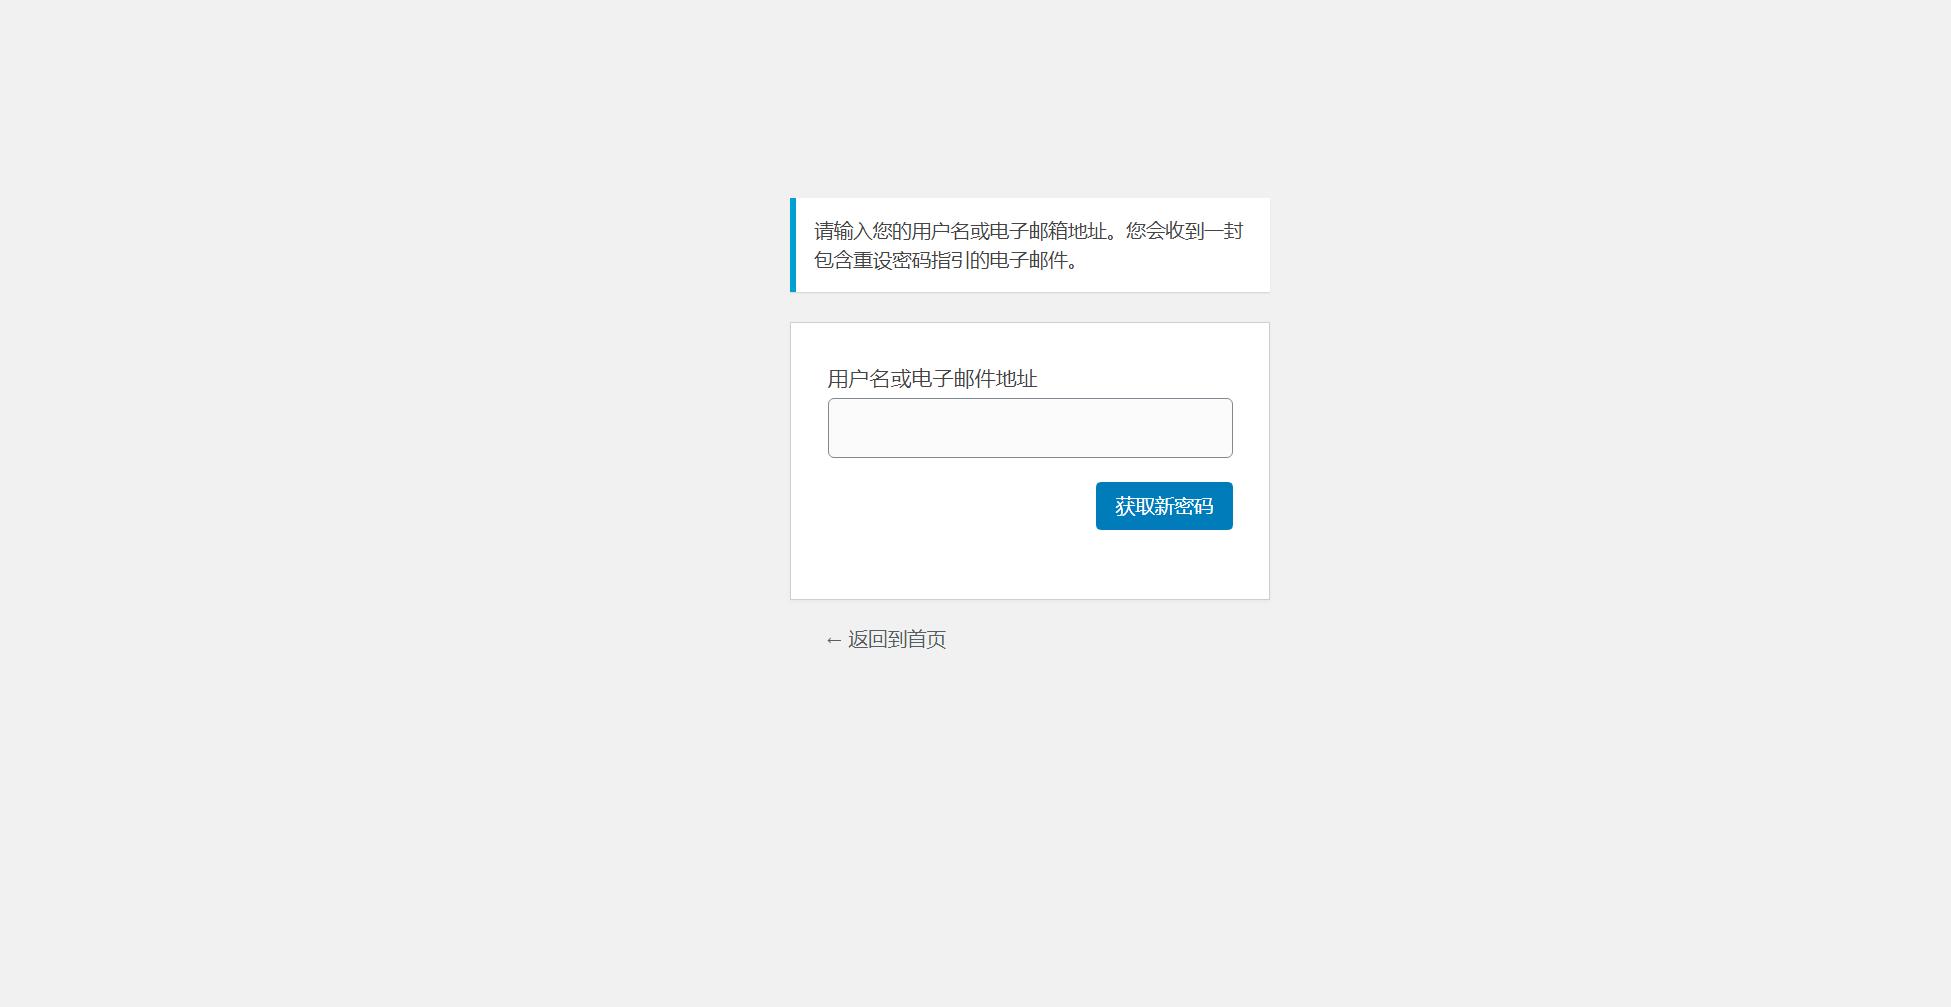 请输入您的用户名或电子邮箱地址。您会收到一封
包含重设密码指引的电子邮件。
用户名或电子邮件地址
获取新密码
← 返回到首页